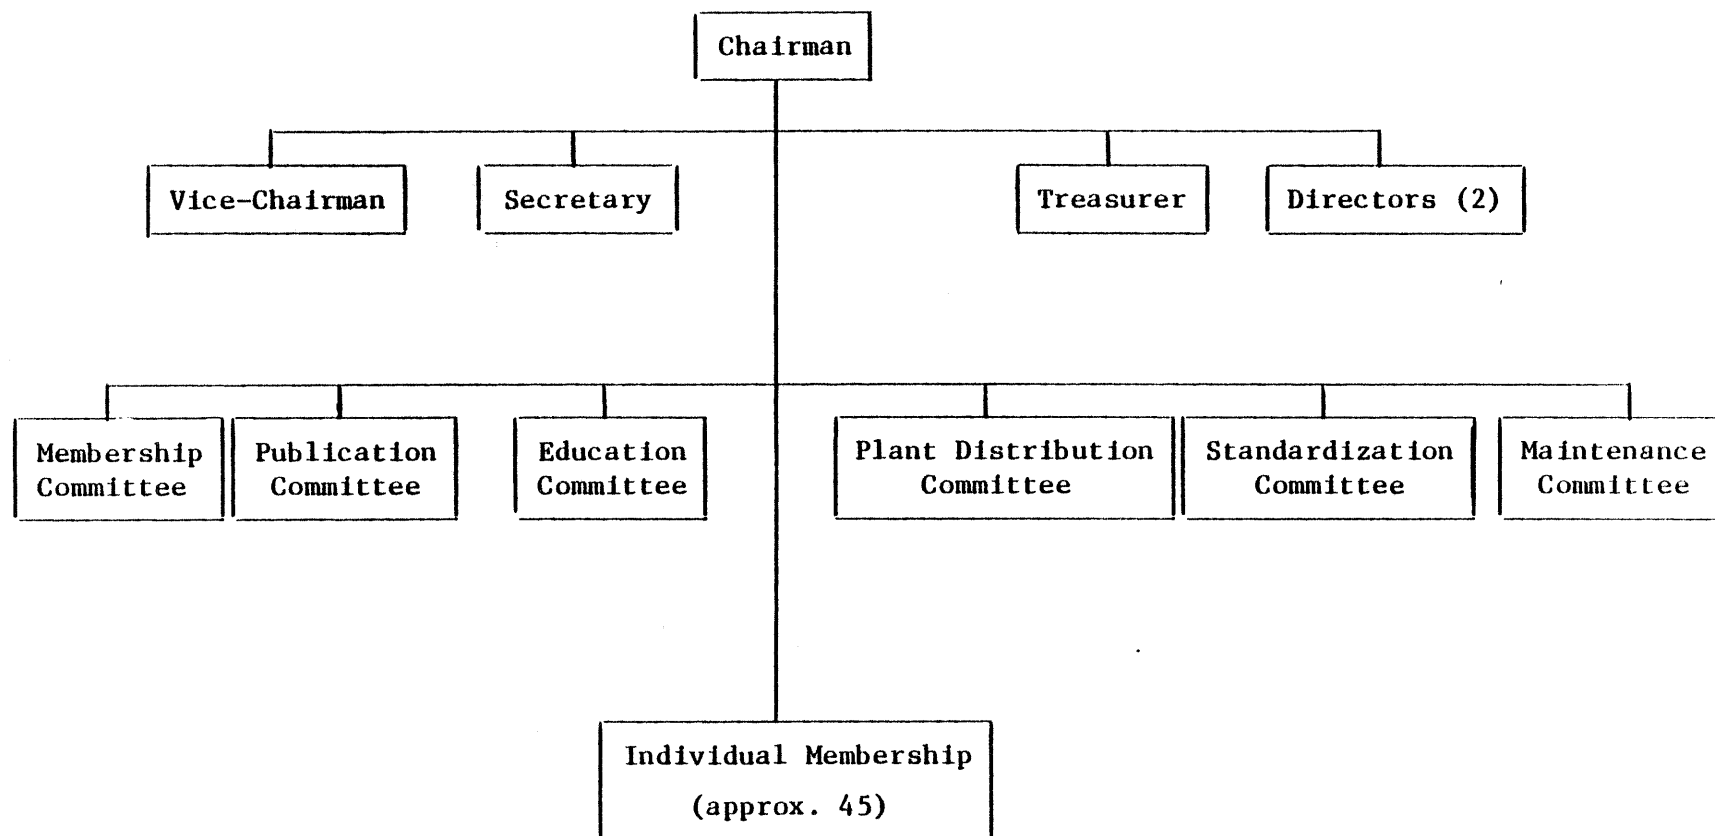 Chairman
Vice-Chairman
Secretary
Treasurer
Directors (2)
Membership
Committee
Publication
Committee
Education
Committee
Plant Distribution
Committee
Standardization
Committee
Maintenance
Committee
Individual Membership
(approx. 45)